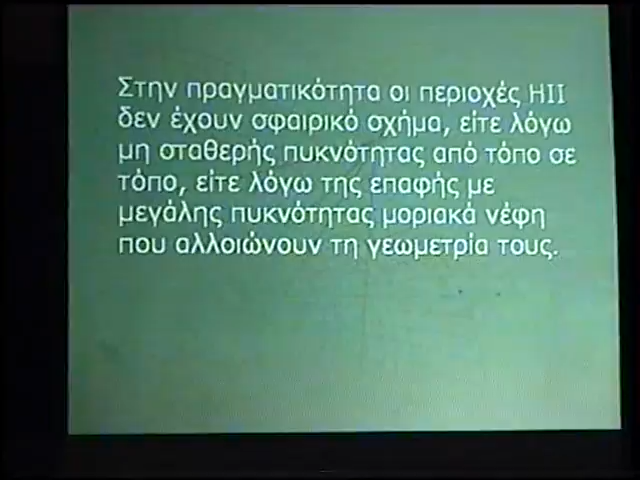 Στην πραγματικότητα οι περιοχές HII
δεν έχουν σφαιρικό σχήμα, είτε λόγω
μη σταθερής πυκνότητας από τόπο σε
τόπο, είτε λόγω της επαφής με
μεγάλης πυκνότητας μοριακά νέφη
που αλλοιώνουν τη γεωμετρία τους.